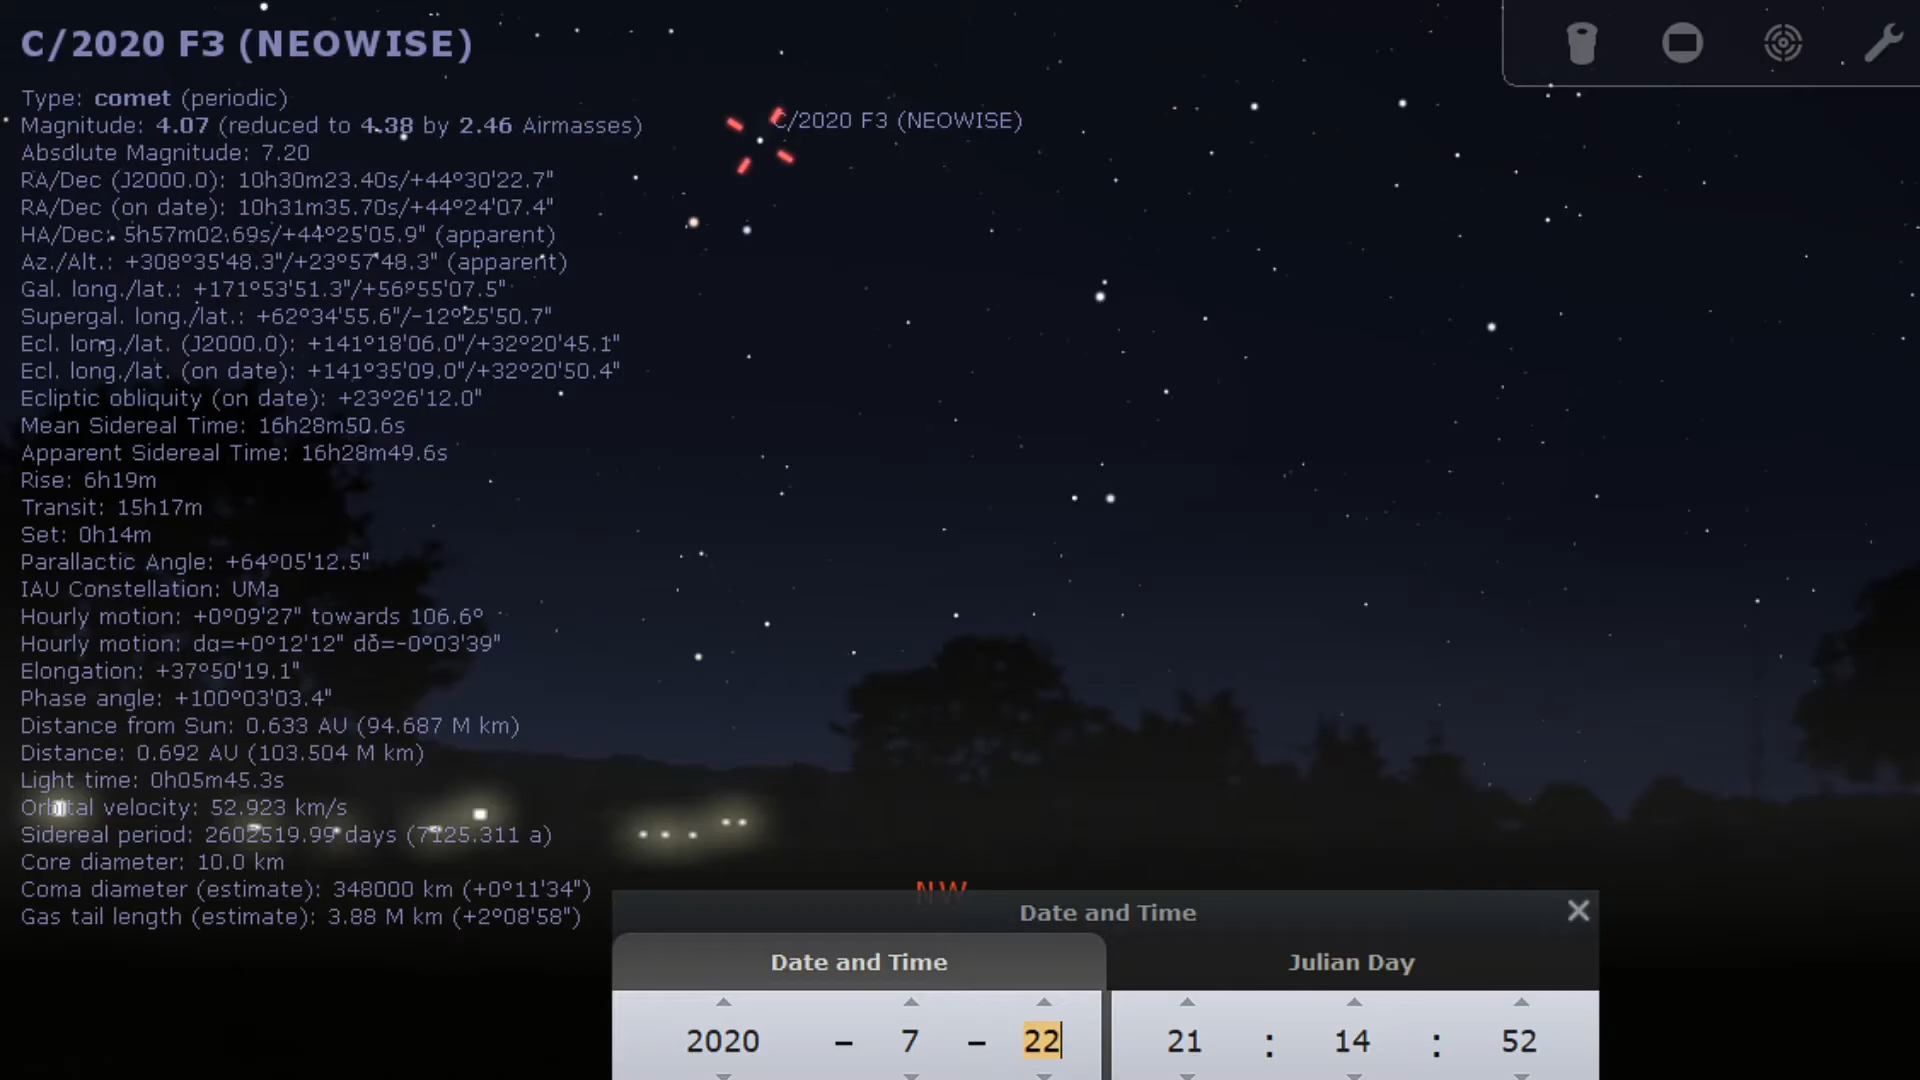 C/2020 F3 (NEOWISE)
Type: comet (periodic)
Magnitude: 4.07 (reduced to 4.38 by 2.46 Airmasses)
Absolute Magnitude: 7.20
RA/Dec (J2000.0): 10h30m23.40s/+44°30'22.7"
RA/Dec (on date): 10h31m35.70s/+44°24'07.4"
HA/Dec: 5h57m02.69s/+44°25'05.9" (apparent)
Az./Alt.: +308°35'48.3"/+23°57'48.3" (apparent)
Gal. long./lat.: +171°53'51.3"/+56°55'07.5"
Supergal. long./lat.: +62°34'55.6"/-12°25'50.7"
Ecl. long./lat. (J2000.0): +141°18'06.0"/+32°20'45.1"
Ecl. long./lat. (on date): +141°35'09.0"/+32°20'50.4"
Ecliptic obliquity (on date): +23°26'12.0"
Mean Sidereal Time: 16h28m50.6s
Apparent Sidereal Time: 16h28m49.6s
Rise: 6h19m
Transit: 15h17m
Set: 0h14m
Parallactic Angle: +64°05'12.5"
IAU Constellation: UMa
Hourly motion: +0°09'27" towards 106.6°
Hourly motion: dα=+0°12'12" dδ=-0°03'39"
Elongation: +37°50'19.1"
Phase angle: +100°03'03.4"
Distance from Sun: 0.633 AU (94.687 M km)
Distance: 0.692 AU (103.504 M km)
Light time: 0h05m45.3s
Orbital velocity: 52.923 km/s
Sidereal period: 2602519.99 days (7125.311 a)
Core diameter: 10.0 km
Coma diameter (estimate): 348000 km (+0°11'34")
Gas tail length (estimate): 3.88 M km (+2°08'58")
C/2020 F3 (NEOWISE)
NW
Date and Time
Date and Time
Julian Day
2020 - 7 - 22
21 : 14 : 52